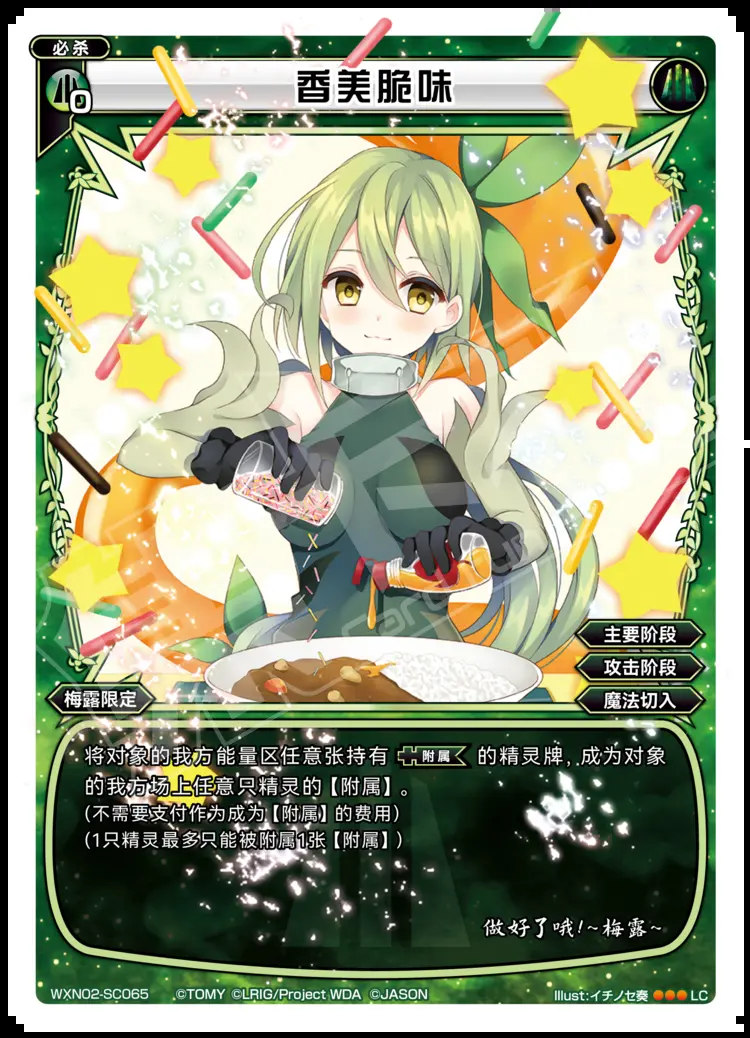 必杀
香美脆味
0
主要阶段
攻击阶段
梅露限定
魔法切入
将对象的我方能量区任意张持有 附属 的精灵牌，成为对象
的我方场上任意只精灵的【附属】。
(不需要支付作为成为【附属】的费用)
(1只精灵最多只能被附属1张【附属】)
做好了哦!~梅露~
WXN02-SC065 ©TOMY ©LRIG/Project WDA ©JASON Illust:イチノセ奏 LC